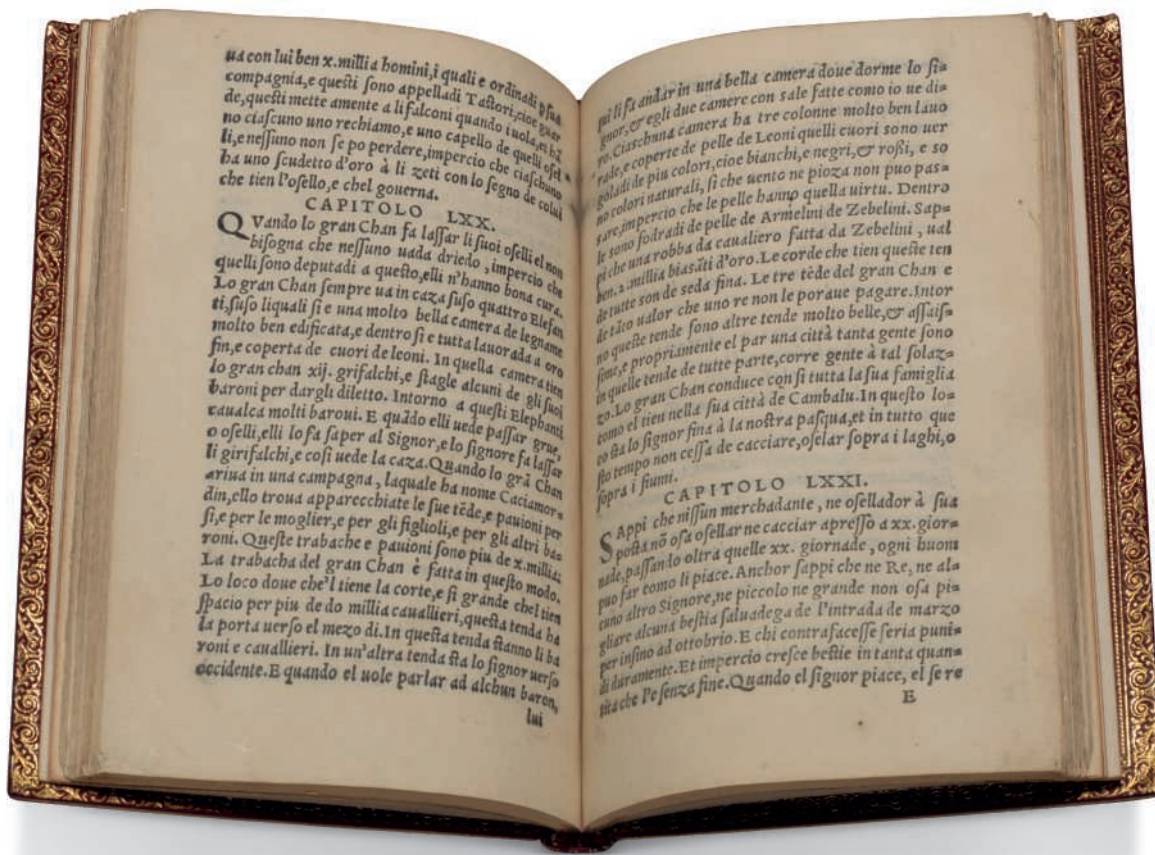 ua con lui ben x.millia homini,i quali e ordinadi ꝑsua
compagnia,e questi sono appelladi Tastori,cioe guar
de,questi mette amente a li falconi quando i uola,et hā
no ciascuno uno rechiamo,e uno capello de quelli osel
li,e nessuno non se po perdere,impercio che ciaschuno
ha uno scudetto d'oro à li zeti con lo segno de colui
che tien l'osello,e chel gouerna.
CAPITOLO LXX.
QVando lo gran Chan fa lassar li suoi oselli el non
bisogna che nessuno uada driedo , impercio che
quelli sono deputadi a questo,elli n'hanno bona cura.
Lo gran Chan sempre ua in caza suso quattro Elefan
ti,suso liquali si e una molto bella camera de legname
molto ben edificata,e dentro si e tutta lauorada a oro
fin,e coperta de cuori de leoni. In quella camera tien
lo gran chan xij. grifalchi,e stagle alcuni de gli suoi
baroni per dargli diletto. Intorno a questi Elephanti
caualca molti baroui. E quādo elli uede passar grue,
o oselli,elli lo fa saper al Signor,e lo signore fa lassar
li girifalchi,e cosi uede la caza.Quando lo grā Chan
ariua in una campagna , laquale ha nome Caciamor=
din,ello troua apparecchiate le sue tēde,e pauioni per
si,e per le moglier,e per gli figlioli,e per gli altri ba=
roni. Queste trabache e pauioni sono piu de x.millia:
La trabacha del gran Chan è fatta in questo modo.
Lo loco doue che'l tiene la corte,e si grande chel tien
spacio per piu de do millia cauallieri,questa tenda ha
la porta uerso el mezo di.In questa tenda stanno li ba
roni e cauallieri. In un'altra tenda sta lo signor uerso
occidente.E quando el uole parlar ad alchun baron,
lui
lui li fa andar in una bella camera doue dorme lo si=
gnor,& egli due camere con sale fatte como io ue di=
ro. Ciaschuna camera ha tre colonne molto ben lauo
rade,e coperte de pelle de Leoni quelli cuori sono uer
goladi de piu colori,cioe bianchi,e negri,& rossi, e so
no colori naturali, si che uento ne pioza non puo pas=
sare,impercio che le pelle hanno quella uirtu. Dentro
le sono fodradi de pelle de Armelini de Zebelini. Sap=
pi che una robba da caualiero fatta da Zebelini , ual
ben.2.millia biasāti d'oro.Le corde che tien queste ten
de tutte son de seda fina. Le tre tēde del gran Chan e
de tāto ualor che uno re non le poraue pagare.Intor
no queste tende sono altre tende molto belle,& assais=
sime,e propriamente el par una città tanta gente sono
in quelle tende de tutte parte,corre gente à tal solaz=
zo.Lo gran Chan conduce con si tutta la sua famiglia
como el tien nella sua città de Cambalu.In questo lo=
co sta lo signor fina à la nostra pasqua,et in tutto que
sto tempo non cessa de cacciare,oselar sopra i laghi,o
sopra i fiumi.
CAPITOLO LXXI.
SAppi che nissun merchadante , ne osellador à sua
posta nō osa osellar ne cacciar apresso a xx.gior=
nade,passando oltra quelle xx. giornade , ogni huom
puo far como li piace.Anchor sappi che ne Re, ne al=
cuno altro Signore,ne piccolo ne grande non osa pi=
gliare alcuna bestia saluadega de l'intrada de marzo
per insino ad ottobrio. E chi contrafacesse seria puni=
di duramente.Et impercio cresce bestie in tanta quan=
tita che l'e senza fine.Quando el signor piace, el se re
E